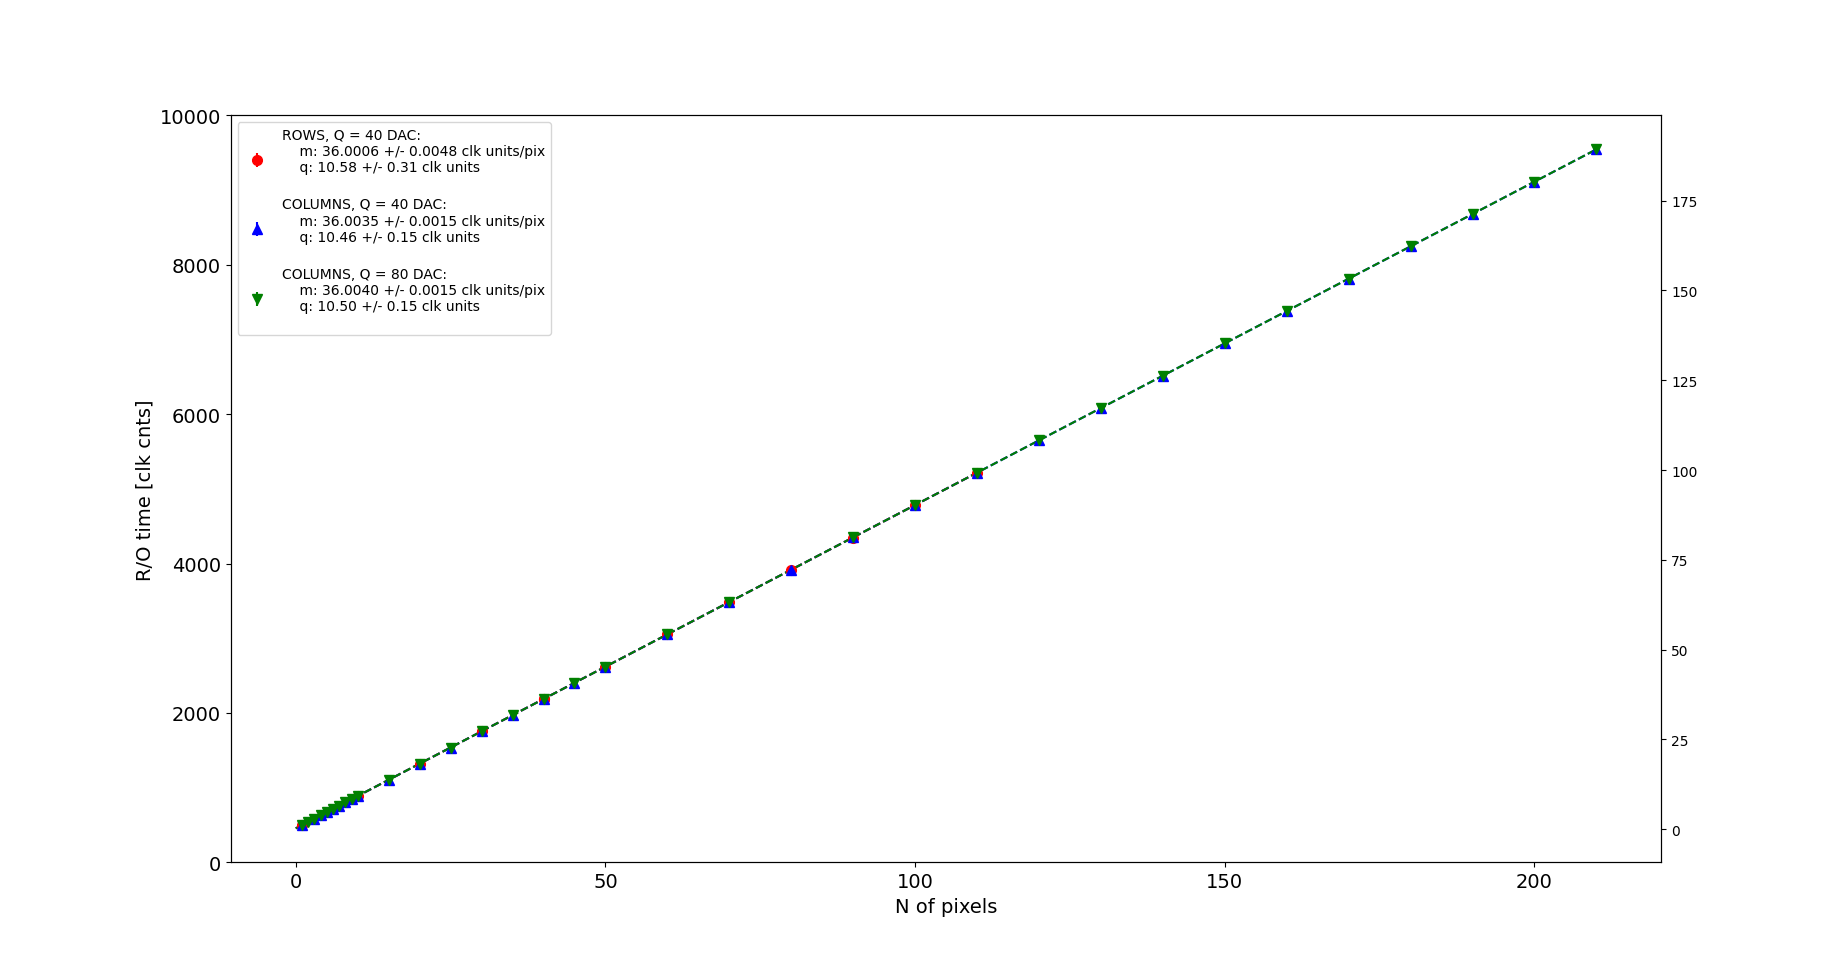 10000
8000
6000
4000
2000
0
R/O time [clk cnts]
ROWS, Q = 40 DAC:
m: 36.0006 +/- 0.0048 clk units/pix
q: 10.58 +/- 0.31 clk units
COLUMNS, Q = 40 DAC:
m: 36.0035 +/- 0.0015 clk units/pix
q: 10.46 +/- 0.15 clk units
COLUMNS, Q = 80 DAC:
m: 36.0040 +/- 0.0015 clk units/pix
q: 10.50 +/- 0.15 clk units
175
150
125
100
75
50
25
0
0 50 100 150 200
N of pixels